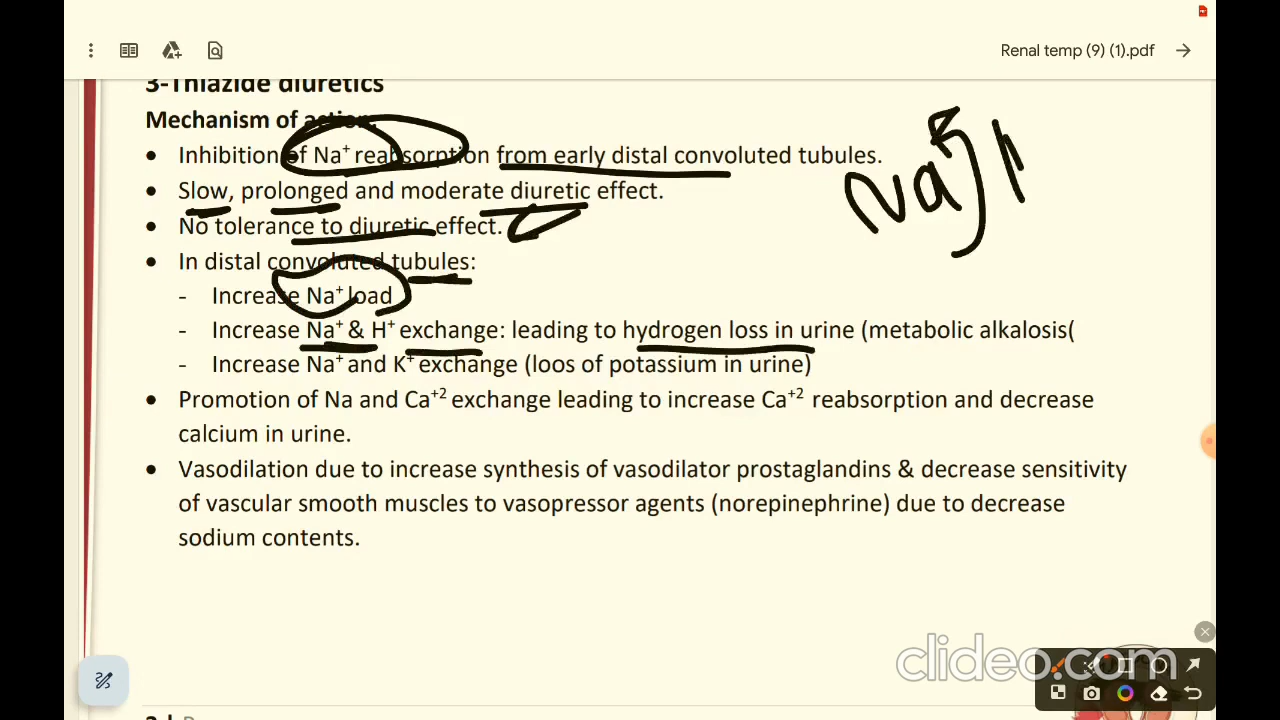 Renal temp (9) (1).pdf
3-Thiazide diuretics
Mechanism of action:
• Inhibition of Na⁺ reabsorption from early distal convoluted tubules.
• Slow, prolonged and moderate diuretic effect.
• No tolerance to diuretic effect.
• In distal convoluted tubules:
- Increase Na⁺ load
- Increase Na⁺ & H⁺ exchange: leading to hydrogen loss in urine (metabolic alkalosis(
- Increase Na⁺ and K⁺ exchange (loos of potassium in urine)
• Promotion of Na and Ca⁺² exchange leading to increase Ca⁺² reabsorption and decrease
calcium in urine.
• Vasodilation due to increase synthesis of vasodilator prostaglandins & decrease sensitivity
of vascular smooth muscles to vasopressor agents (norepinephrine) due to decrease
sodium contents.
Na
clideo.com